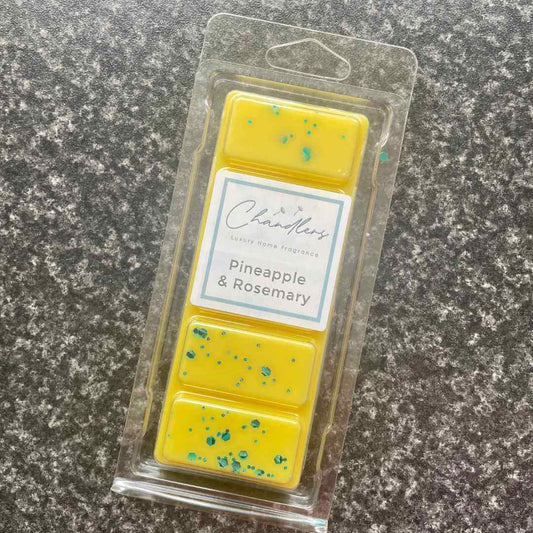 Chandlers
Luxury Home Fragrance
Pineapple
& Rosemary